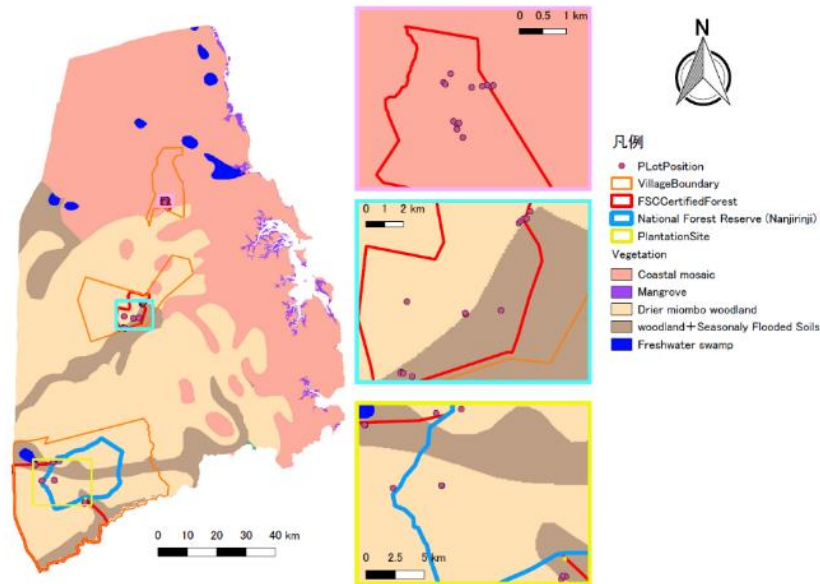 0 0.5 1 km
N
凡例
PLotPosition
VillageBoundary
FSCCertifiedForest
National Forest Reserve (Nanjirinji)
PlantationSite
Vegetation
Coastal mosaic
Mangrove
Drier miombo woodland
woodland+Seasonaly Flooded Soils
Freshwater swamp
0 1 2 km
0 10 20 30 40 km
0 2.5 5 km